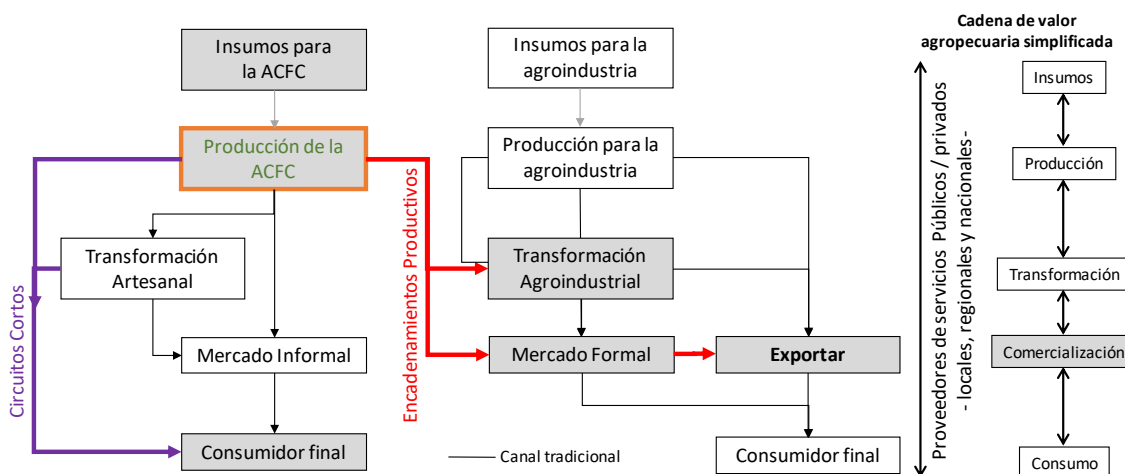 Insumos para
la ACFC
Producción de la
ACFC
Transformación
Artesanal
Mercado Informal
Consumidor final
Circuitos Cortos
Encadenamientos Productivos
Insumos para la
agroindustria
Producción para la
agroindustria
Transformación
Agroindustrial
Mercado Formal
Exportar
Consumidor final
Canal tradicional
Proveedores de servicios Públicos / privados
- locales, regionales y nacionales-
Cadena de valor
agropecuaria simplificada
Insumos
Producción
Transformación
Comercialización
Consumo